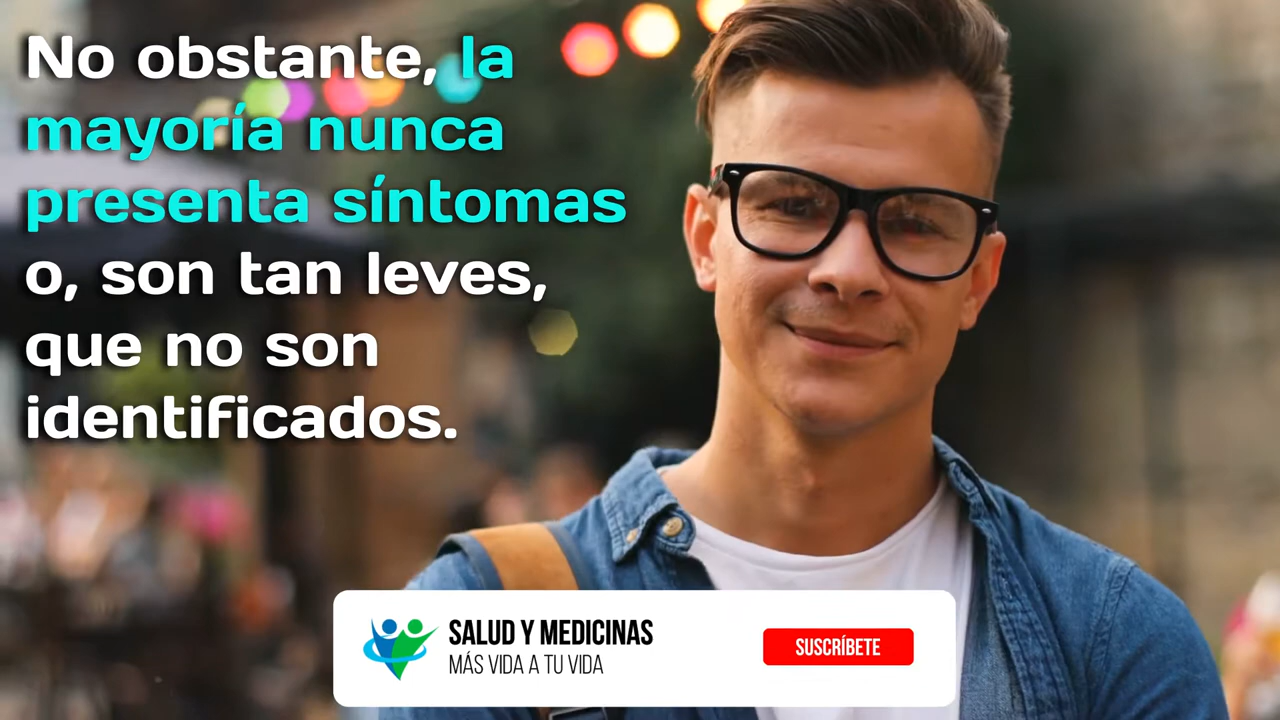 No obstante, la
mayoría nunca
presenta síntomas
o, son tan leves,
que no son
identificados.
SALUD Y MEDICINAS
MÁS VIDA A TU VIDA
SUSCRÍBETE